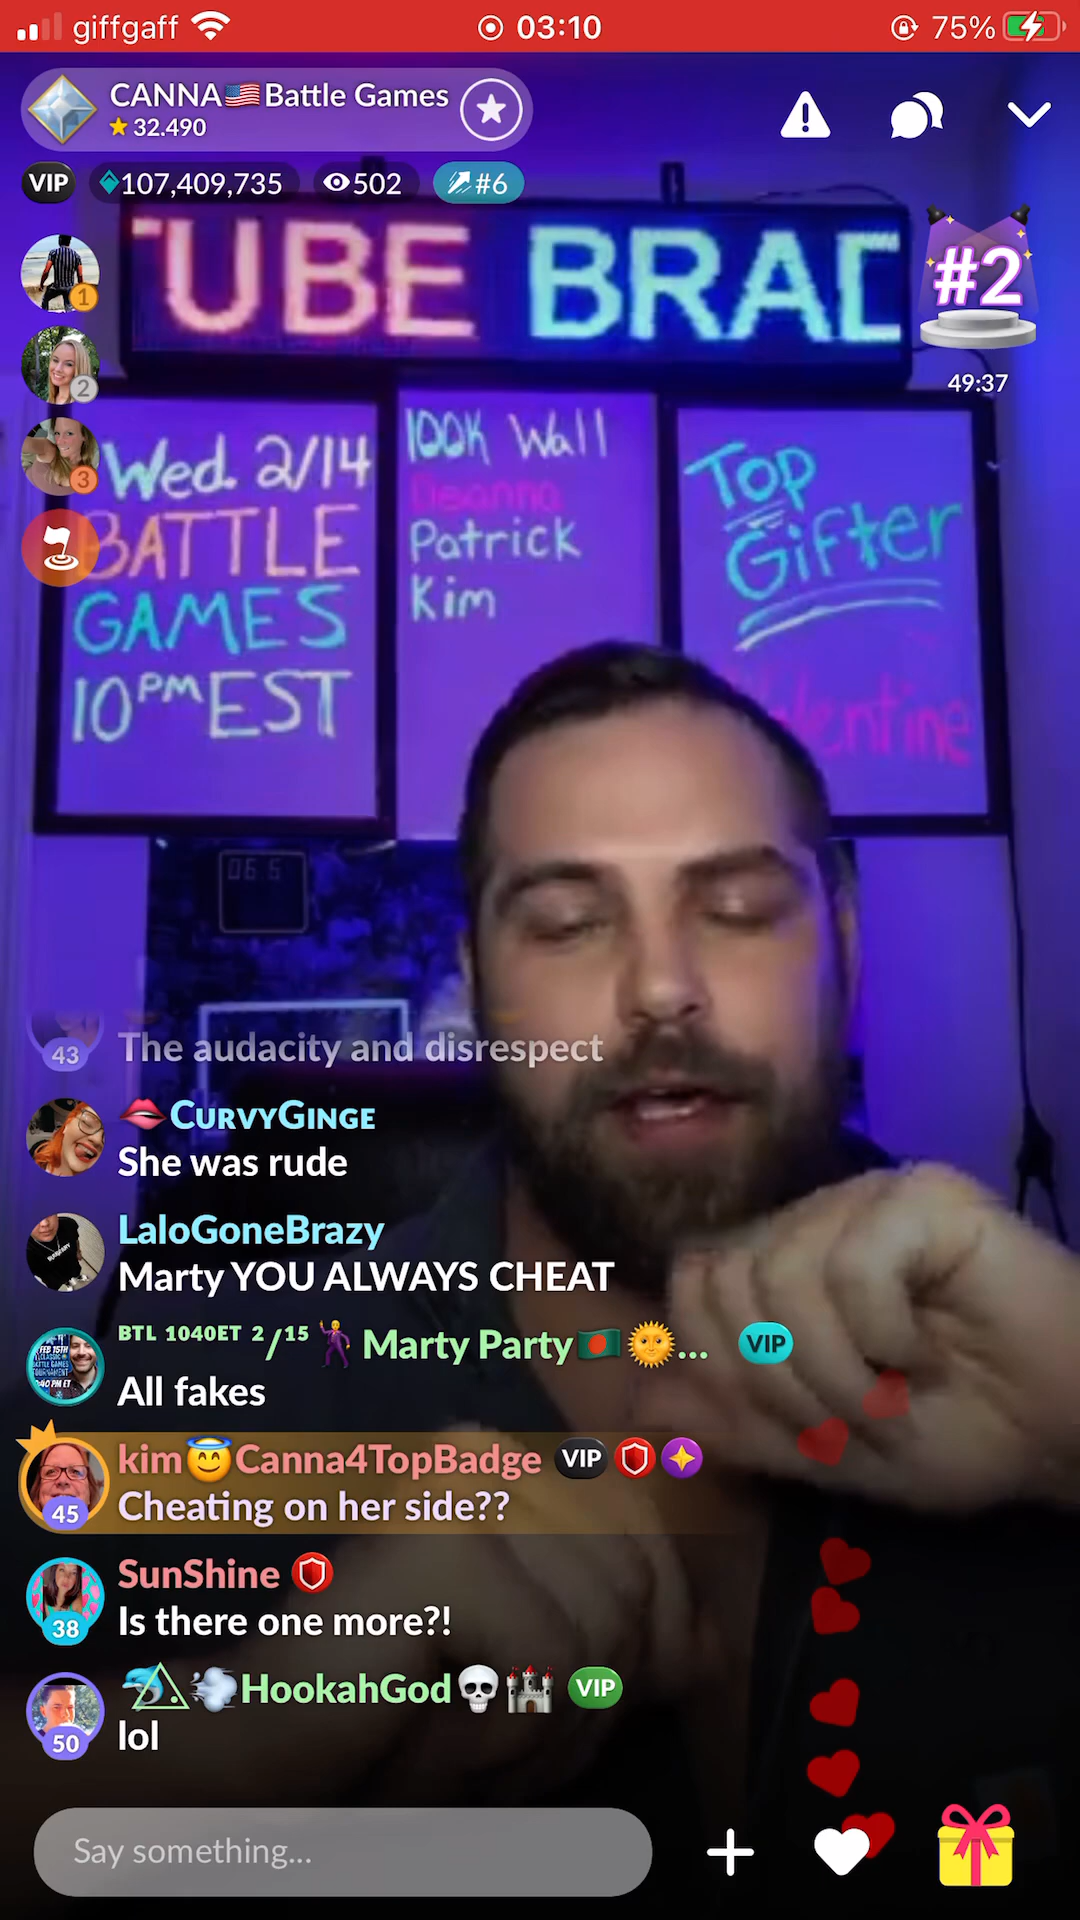 giffgaff 03:10 75%
CANNA🇺🇸Battle Games
32.490
VIP 107,409,735 502 #6
UBE BRAD
#2
49:37
1
2
3
Wed. 2/14
BATTLE
GAMES
10PM EST
100K Wall
Deanna
Patrick
Kim
Top
Gifter
43 The audacity and disrespect
👄CURVYGINGE
She was rude
LaloGoneBrazy
Marty YOU ALWAYS CHEAT
ᴮᵀᴸ ¹⁰⁴⁰ᴱᵀ ²/¹⁵ 🕺 Marty Party🇧🇩🌞... VIP
All fakes
kim😇Canna4TopBadge VIP
45 Cheating on her side??
SunShine
38 Is there one more?!
🐬💨HookahGod💀🏰 VIP
50 lol
Say something...